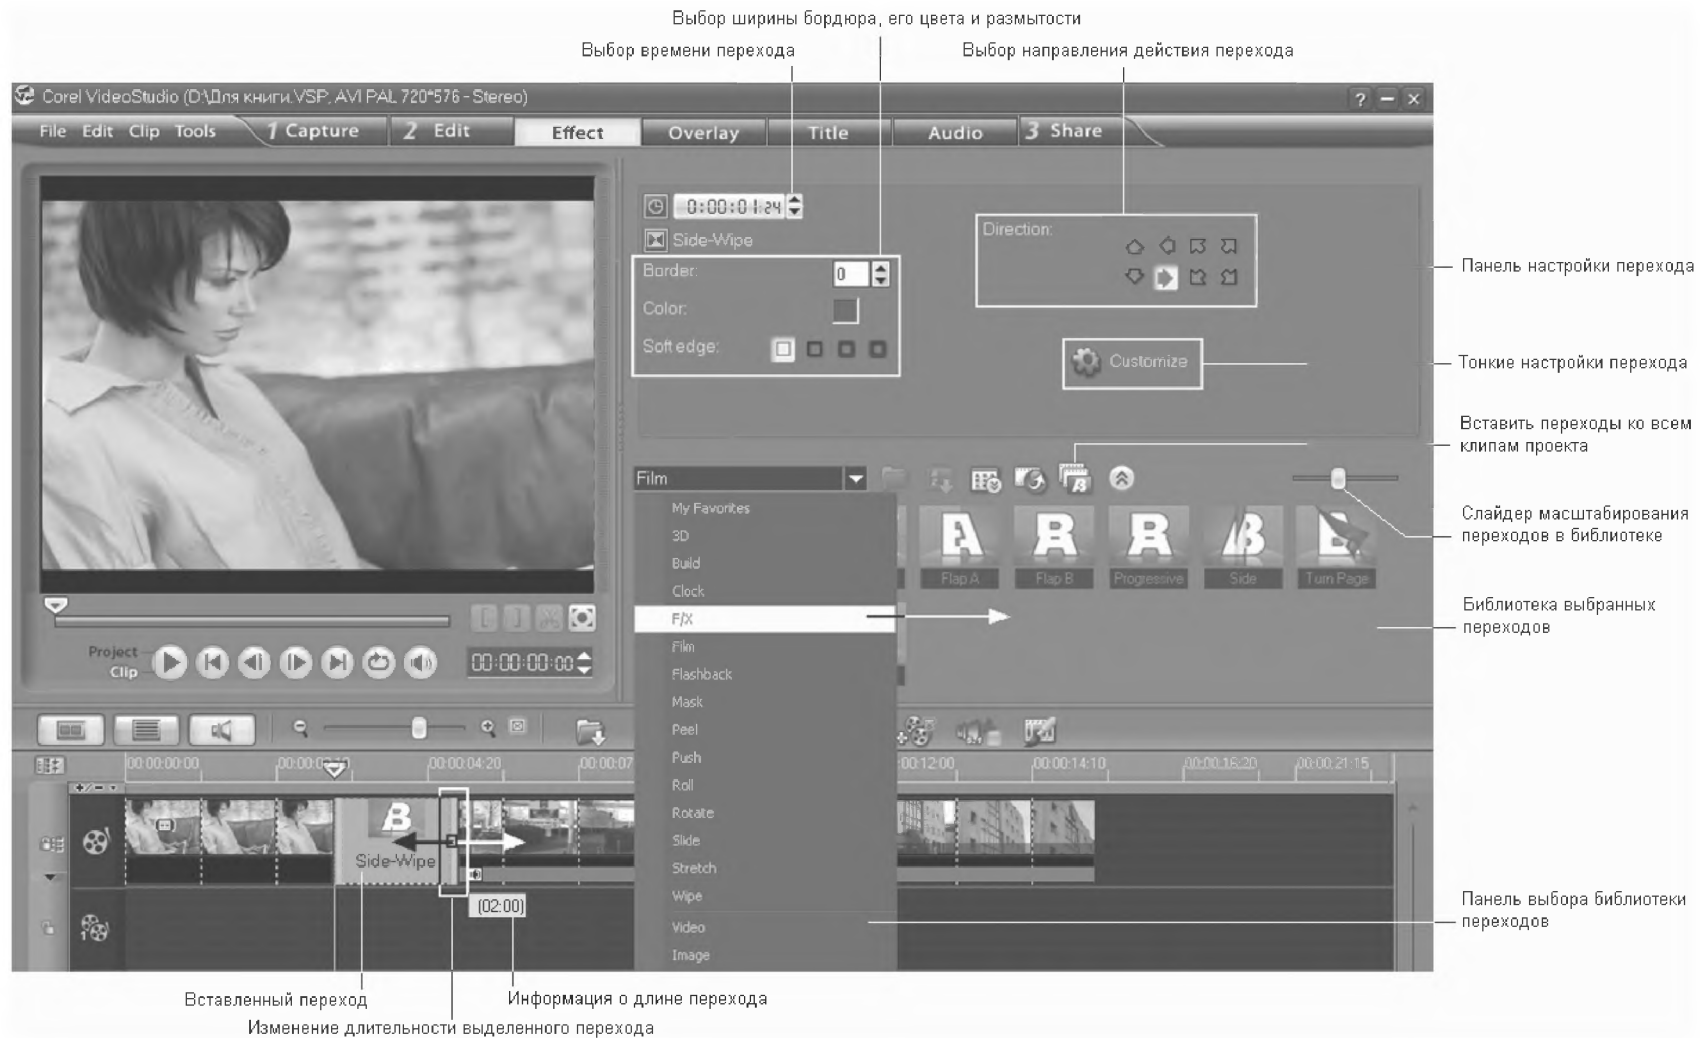 Выбор ширины бордюра, его цвета и размытости
Выбор времени перехода
Выбор направления действия перехода
Corel VideoStudio (D:\Для книги.VSP, AVI PAL 720*576 - Stereo)
File Edit Clip Tools
1 Capture
2 Edit
Effect
Overlay
Title
Audio
3 Share
0:00:01:24
Side-Wipe
Border:
0
Color:
Soft edge:
Direction:
Customize
Панель настройки перехода
Тонкие настройки перехода
Вставить переходы ко всем
клипам проекта
Слайдер масштабирования
переходов в библиотеке
Библиотека выбранных
переходов
Film
My Favorites
3D
Build
Clock
F/X
Film
Flashback
Mask
Peel
Push
Roll
Rotate
Slide
Stretch
Wipe
Video
Image
Flap A
Flap B
Progressive
Side
Turn Page
Project
Clip
00:00:00:00
00:00:00:00
00:00:04:20
00:00:07
00:12:00
00:00:14:10
00:00:16:20
00:00:21:15
Side-Wipe
(02:00)
Панель выбора библиотеки
переходов
Вставленный переход
Информация о длине перехода
Изменение длительности выделенного перехода